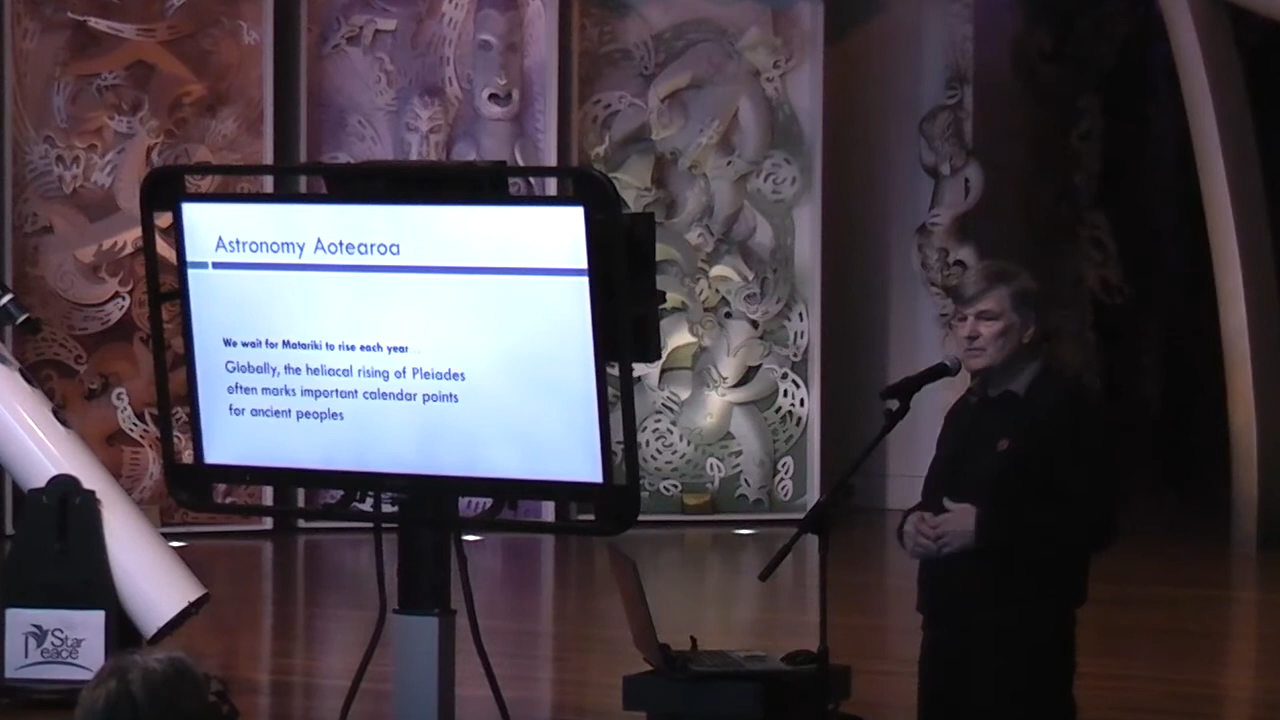 Astronomy Aotearoa
We wait for Matariki to rise each year...
Globally, the heliacal rising of Pleiades
often marks important calendar points
for ancient peoples
Star
Peace